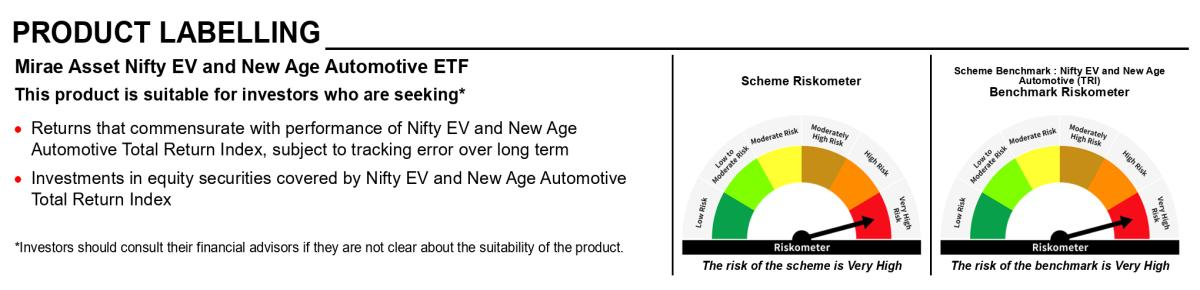 PRODUCT LABELLING
Mirae Asset Nifty EV and New Age Automotive ETF
This product is suitable for investors who are seeking*
• Returns that commensurate with performance of Nifty EV and New Age
Automotive Total Return Index, subject to tracking error over long term
• Investments in equity securities covered by Nifty EV and New Age Automotive
Total Return Index
*Investors should consult their financial advisors if they are not clear about the suitability of the product.
Scheme Riskometer
Low Risk
Low to
Moderate Risk
Moderate Risk
Moderately
High Risk
High Risk
Very High
Risk
Riskometer
The risk of the scheme is Very High
Scheme Benchmark : Nifty EV and New Age
Automotive (TRI)
Benchmark Riskometer
Low Risk
Low to
Moderate Risk
Moderate Risk
Moderately
High Risk
High Risk
Very High
Risk
Riskometer
The risk of the benchmark is Very High